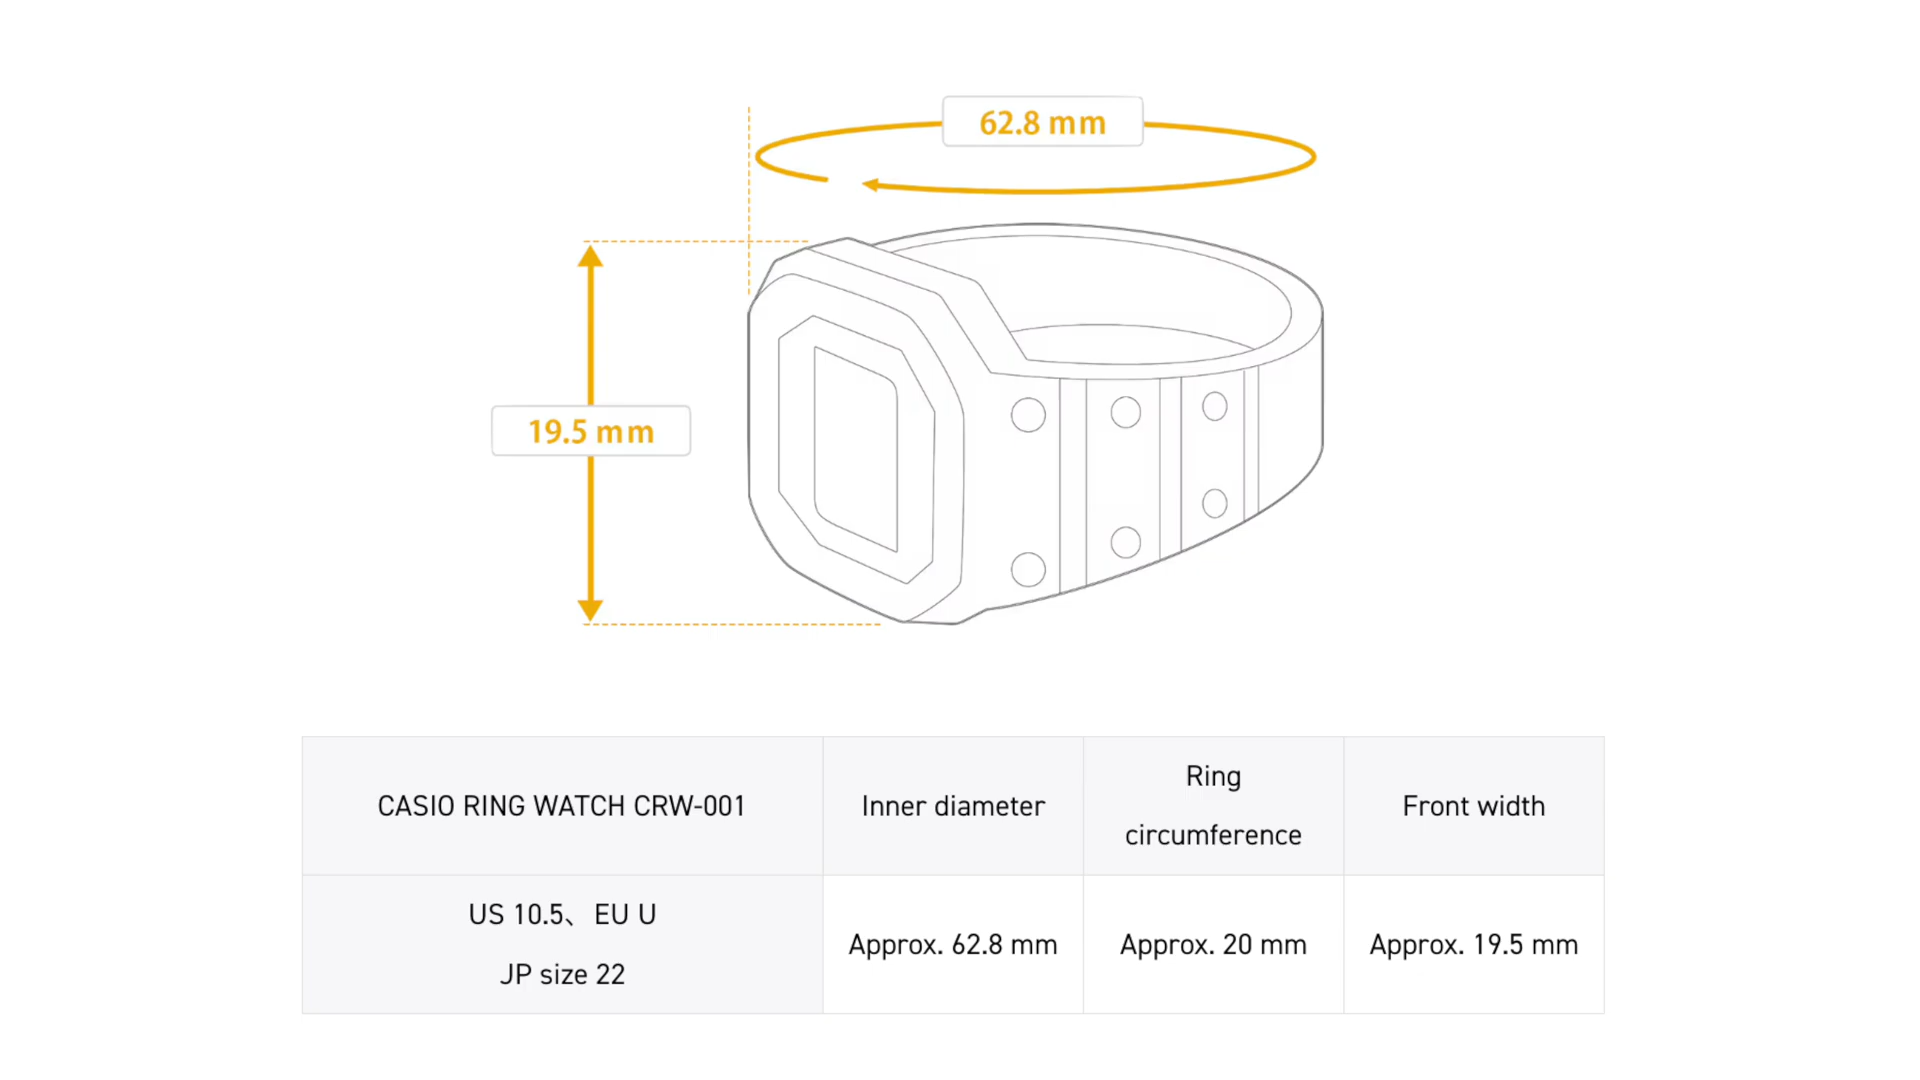 62.8 mm
19.5 mm
CASIO RING WATCH CRW-001
Inner diameter
Ring
circumference
Front width
US 10.5、EU U
JP size 22
Approx. 62.8 mm
Approx. 20 mm
Approx. 19.5 mm